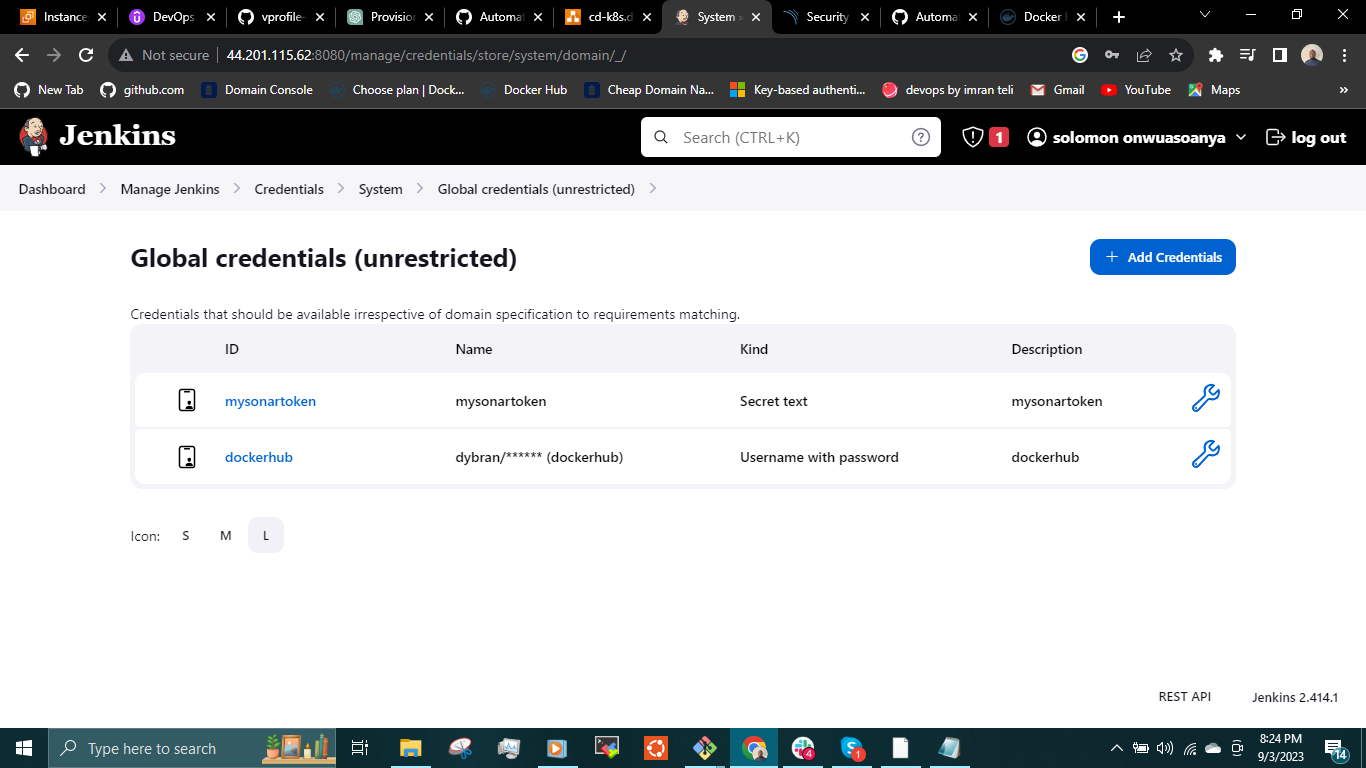 Instance
DevOps
vprofile-
Provision
Automat
cd-k8s.d
System »
Security
Automat
Docker
Not secure
44.201.115.62:8080/manage/credentials/store/system/domain/_/
New Tab
github.com
Domain Console
Choose plan | Dock...
Docker Hub
Cheap Domain Na...
Key-based authenti...
devops by imran teli
Gmail
YouTube
Maps
»
Jenkins
Search (CTRL+K)
1
solomon onwuasoanya
log out
Dashboard
Manage Jenkins
Credentials
System
Global credentials (unrestricted)
Global credentials (unrestricted)
+ Add Credentials
Credentials that should be available irrespective of domain specification to requirements matching.
ID Name Kind Description
mysonartoken mysonartoken Secret text mysonartoken
dockerhub dybran/****** (dockerhub) Username with password dockerhub
Icon: S M L
REST API
Jenkins 2.414.1
Type here to search
4
1
8:24 PM
9/3/2023
14